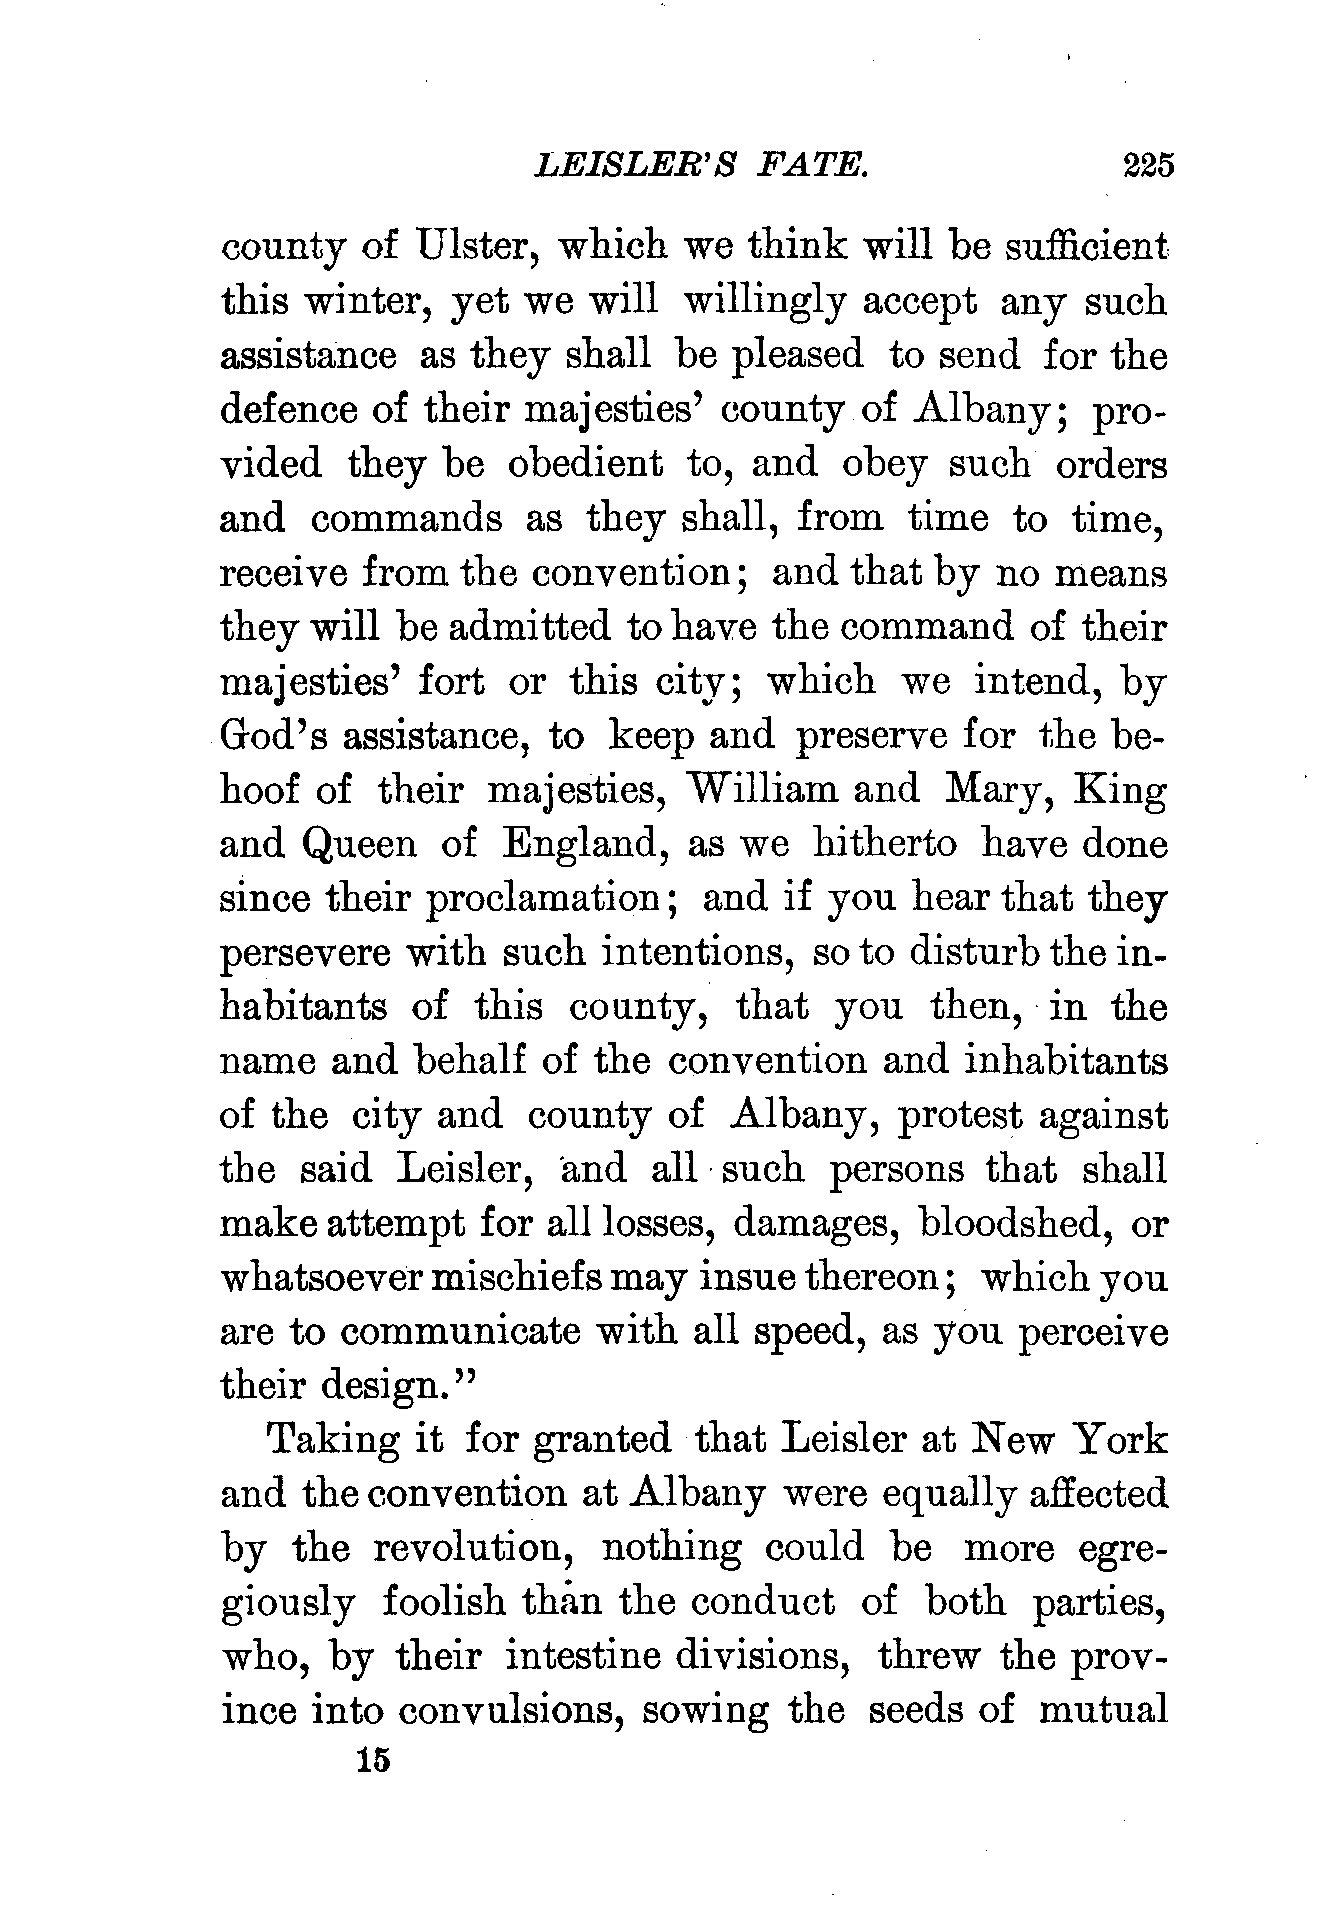 LEISLER'S FATE. 225
county of Ulster, which we think will be sufficient
this winter, yet we will willingly accept any such
assistance as they shall be pleased to send for the
defence of their majesties' county of Albany; pro-
vided they be obedient to, and obey such orders
and commands as they shall, from time to time,
receive from the convention; and that by no means
they will be admitted to have the command of their
majesties' fort or this city; which we intend, by
God's assistance, to keep and preserve for the be-
hoof of their majesties, William and Mary, King
and Queen of England, as we hitherto have done
since their proclamation; and if you hear that they
persevere with such intentions, so to disturb the in-
habitants of this county, that you then, in the
name and behalf of the convention and inhabitants
of the city and county of Albany, protest against
the said Leisler, and all such persons that shall
make attempt for all losses, damages, bloodshed, or
whatsoever mischiefs may insue thereon; which you
are to communicate with all speed, as you perceive
their design."
Taking it for granted that Leisler at New York
and the convention at Albany were equally affected
by the revolution, nothing could be more egre-
giously foolish than the conduct of both parties,
who, by their intestine divisions, threw the prov-
ince into convulsions, sowing the seeds of mutual
15